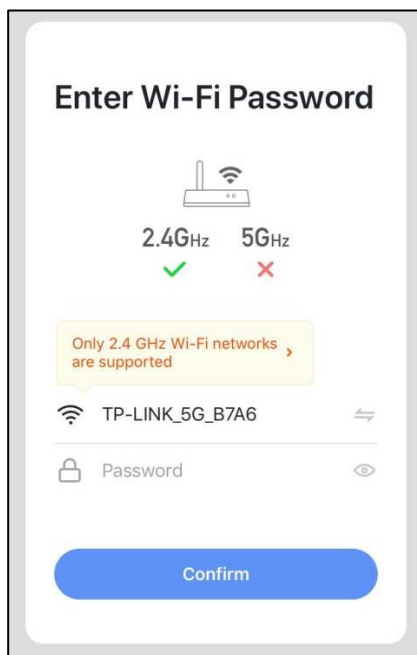 Enter Wi-Fi Password
2.4GHz 5GHz
Only 2.4 GHz Wi-Fi networks
are supported
TP-LINK_5G_B7A6
Password
Confirm